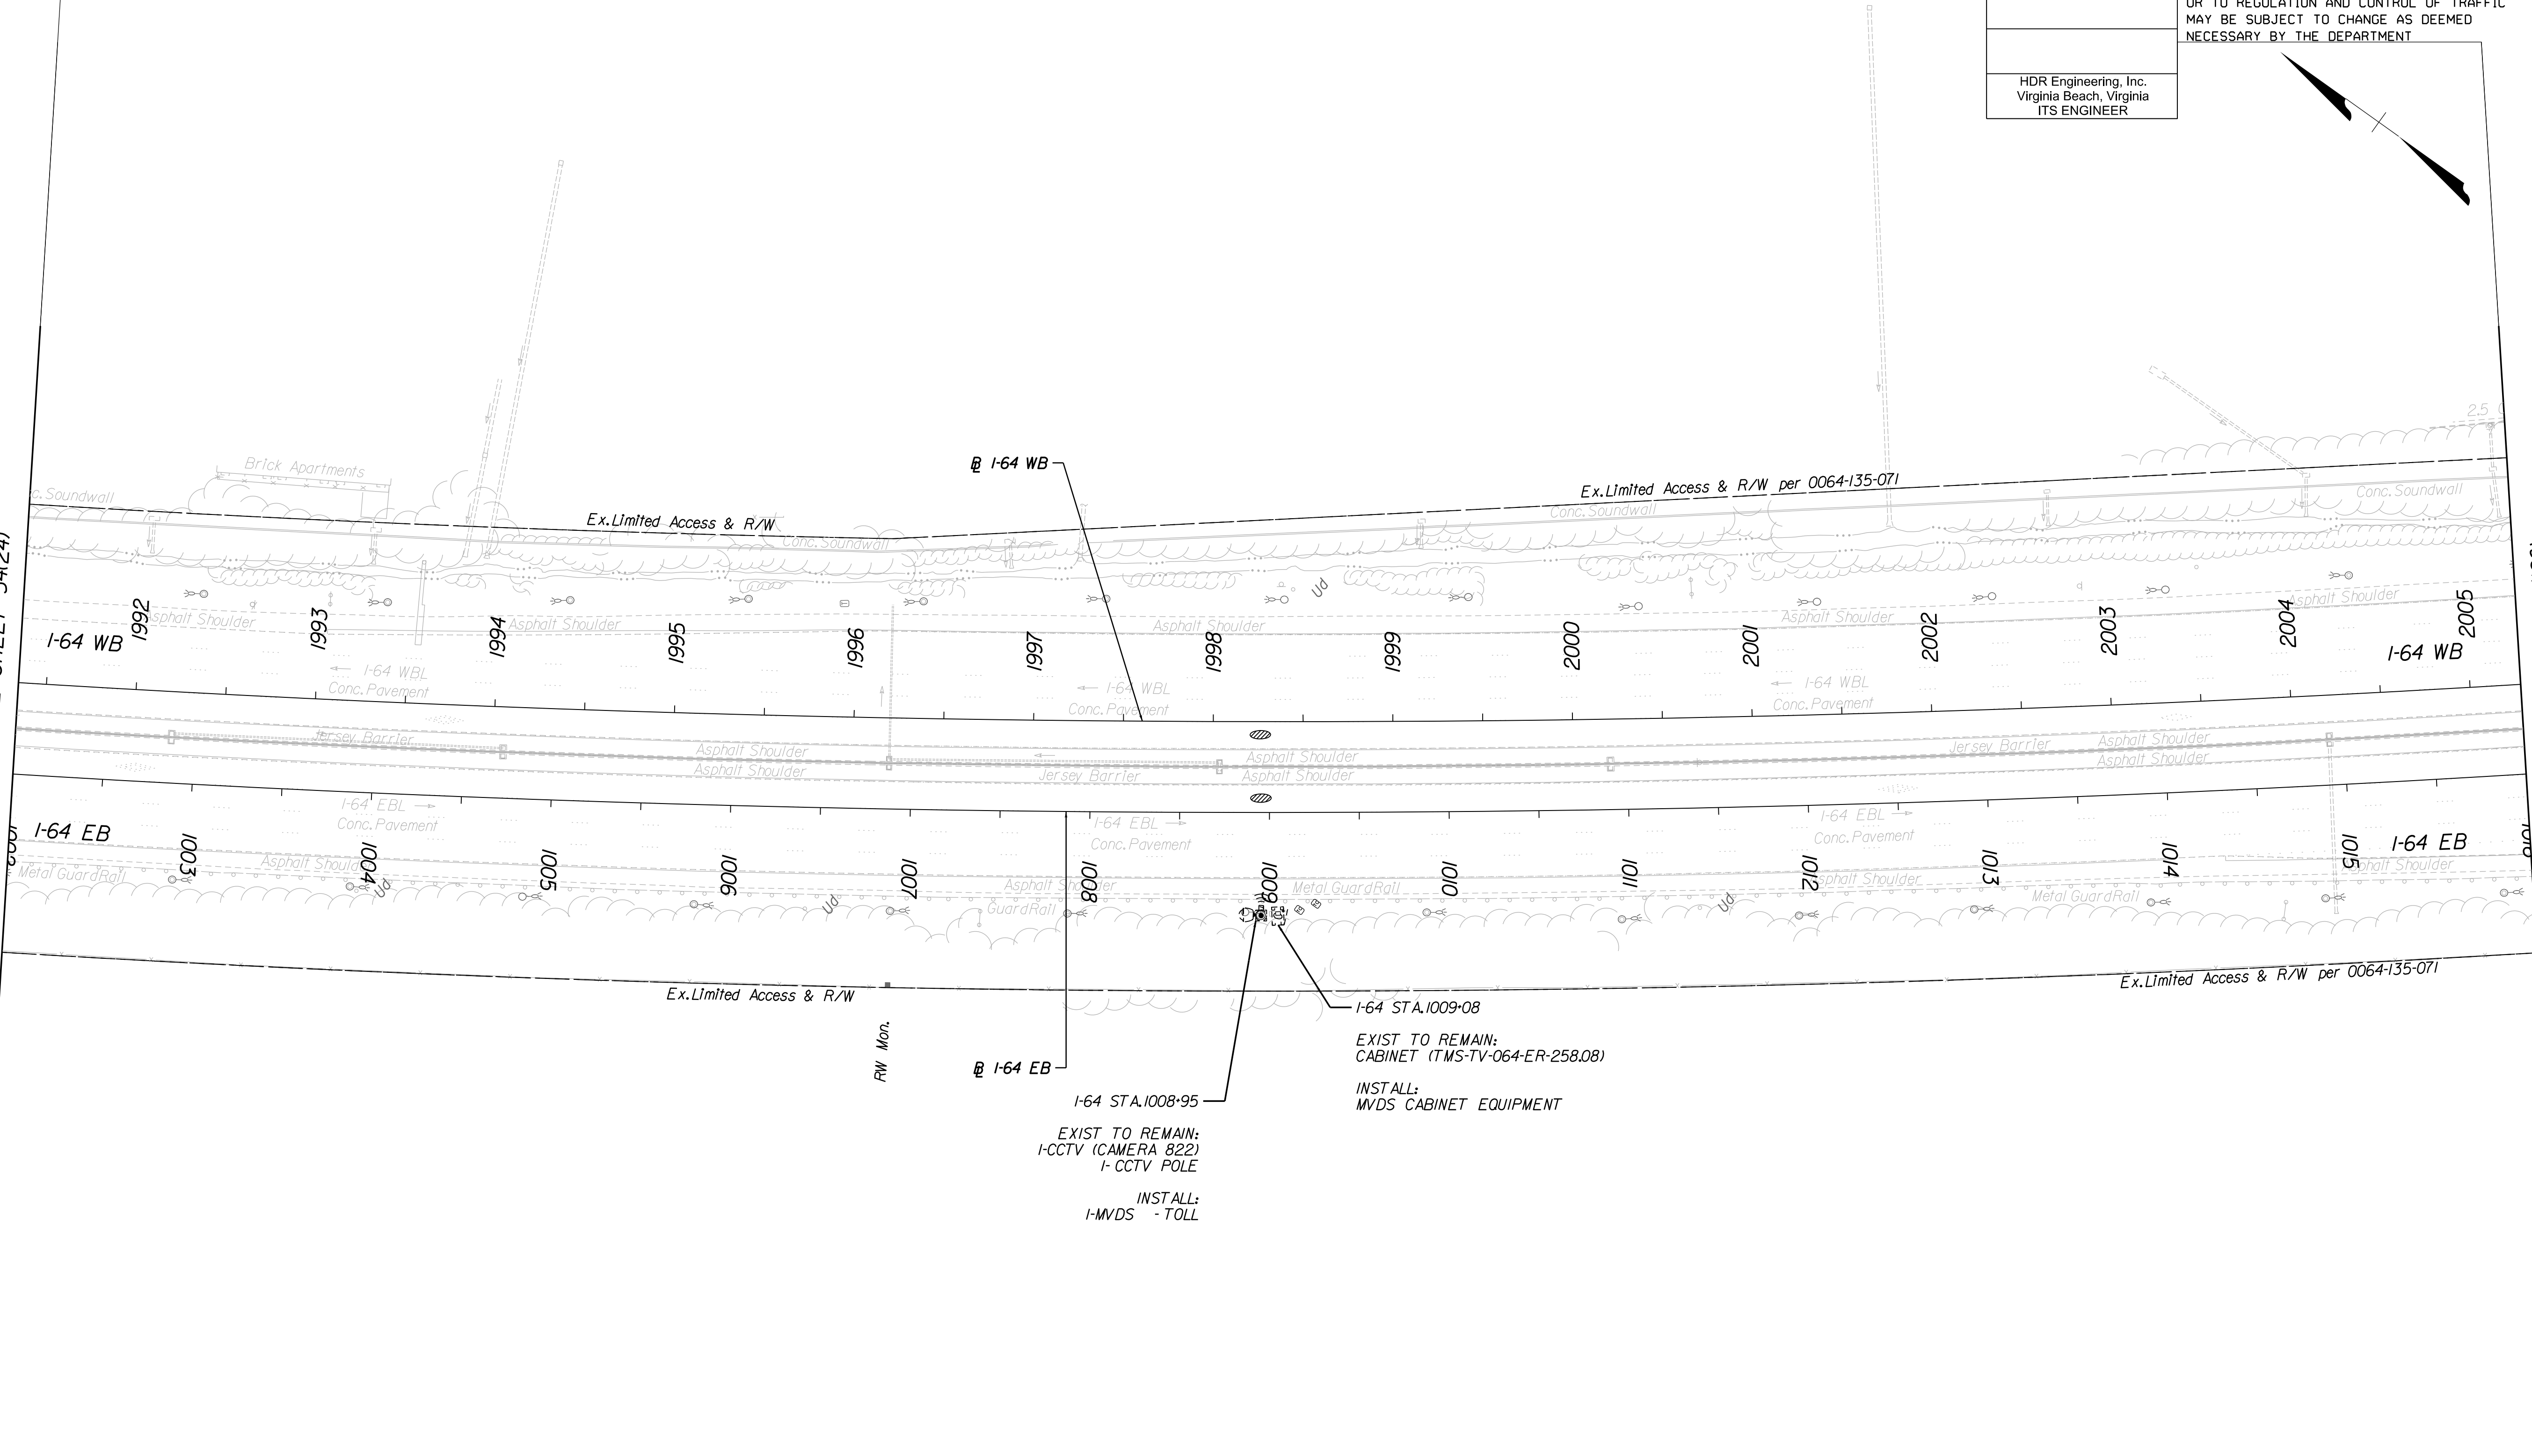 OR TO REGULATION AND CONTROL OF TRAFFIC
MAY BE SUBJECT TO CHANGE AS DEEMED
NECESSARY BY THE DEPARTMENT
HDR Engineering, Inc.
Virginia Beach, Virginia
ITS ENGINEER
2.5
Brick Apartments
℄ I-64 WB
Ex.Limited Access & R/W per 0064-135-071
Conc.Soundwall
c.Soundwall
Ex.Limited Access & R/W
Conc.Soundwall
Conc.Soundwall
Ud
1992
1993
1994
1995
1996
1997
1998
1999
2000
2001
2002
2003
2004
2005
Asphalt Shoulder
Asphalt Shoulder
Asphalt Shoulder
Asphalt Shoulder
Asphalt Shoulder
I-64 WB
I-64 WB
I-64 WBL
Conc.Pavement
I-64 WBL
Conc.Pavement
I-64 WBL
Conc.Pavement
Jersey Barrier
Asphalt Shoulder
Asphalt Shoulder
Asphalt Shoulder
Jersey Barrier
Asphalt Shoulder
Jersey Barrier
Asphalt Shoulder
Asphalt Shoulder
I-64 EBL
Conc.Pavement
I-64 EBL
Conc.Pavement
I-64 EBL
Conc.Pavement
I-64 EB
I-64 EB
1003
1004
1005
1006
1007
1008
1009
1010
1011
1012
1013
1014
1015
Metal GuardRail
Asphalt Shoulder
Ud
Ud
Asphalt Shoulder
GuardRail
Metal GuardRail
Ud
Asphalt Shoulder
Metal GuardRail
Asphalt Shoulder
Ex.Limited Access & R/W
Ex.Limited Access & R/W per 0064-135-071
RW Mon.
℄ I-64 EB
I-64 STA.1008+95
EXIST TO REMAIN:
1-CCTV (CAMERA 822)
1- CCTV POLE
INSTALL:
1-MVDS - TOLL
I-64 STA.1009+08
EXIST TO REMAIN:
CABINET (TMS-TV-064-ER-258.08)
INSTALL:
MVDS CABINET EQUIPMENT